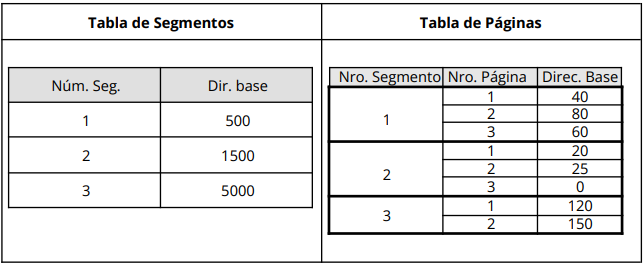 Tabla de Segmentos
Tabla de Páginas
Núm. Seg. Dir. base
1 500
2 1500
3 5000
Nro. Segmento Nro. Página Direc. Base
1 1 40
2 80
3 60
2 1 20
2 25
3 0
3 1 120
2 150